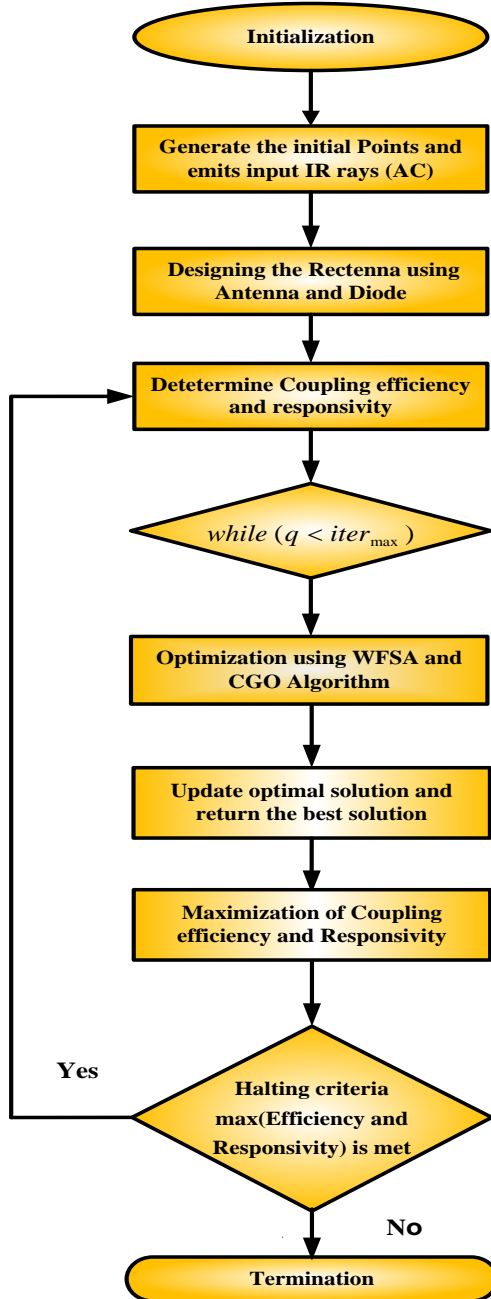 Initialization
Generate the initial Points and
emits input IR rays (AC)
Designing the Rectenna using
Antenna and Diode
Detetermine Coupling efficiency
and responsivity
while (q < iter_max )
Optimization using WFSA and
CGO Algorithm
Update optimal solution and
return the best solution
Maximization of Coupling
efficiency and Responsivity
Yes
Halting criteria
max(Efficiency and
Responsivity) is met
No
Termination